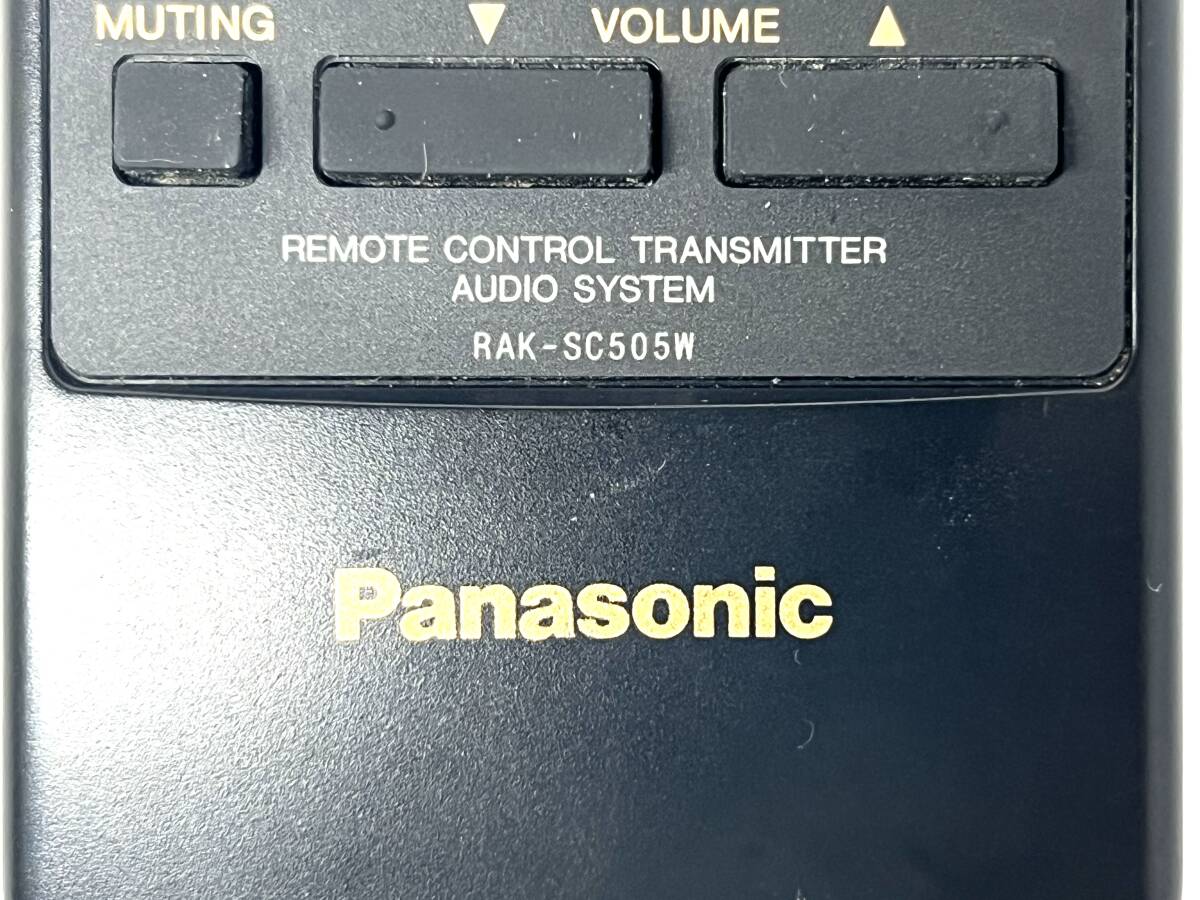 MUTING ▼ VOLUME ▲
REMOTE CONTROL TRANSMITTER
AUDIO SYSTEM
RAK-SC505W
Panasonic